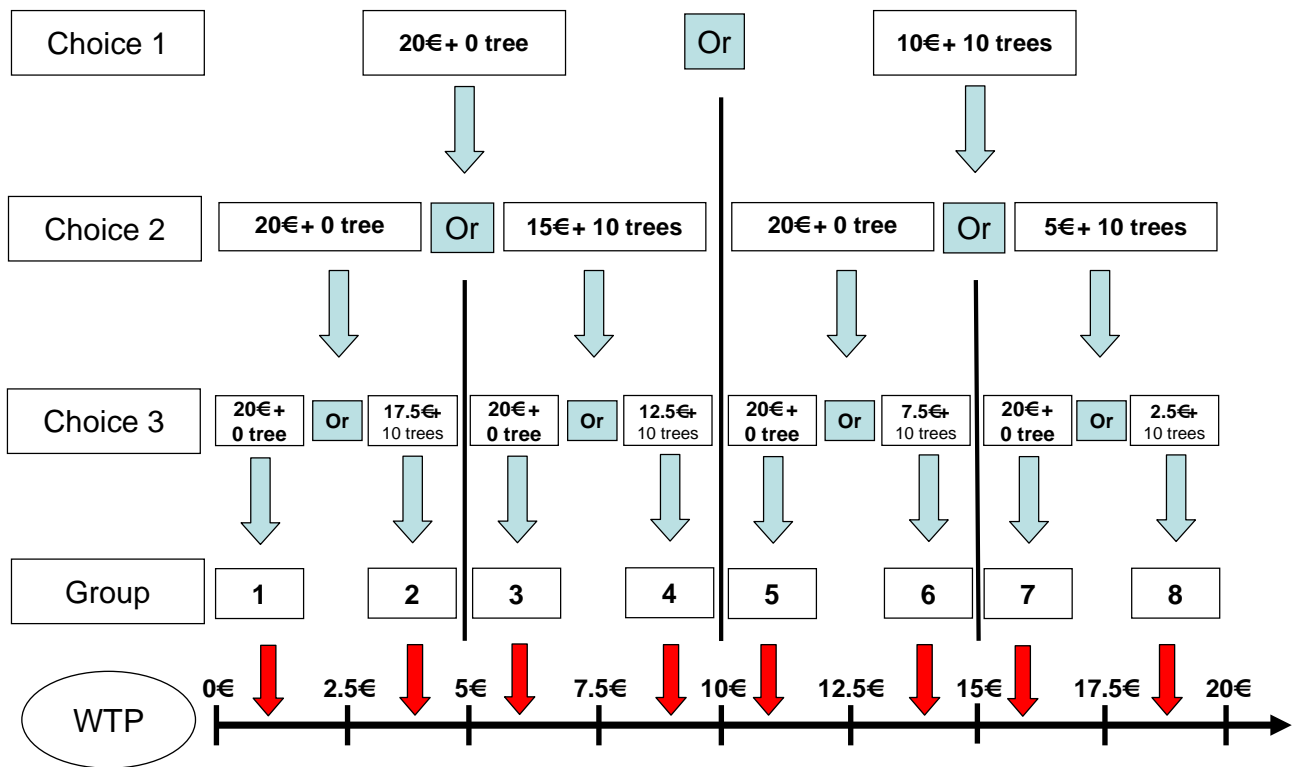 Choice 1
20€+ 0 tree
Or
10€+ 10 trees
Choice 2
20€+ 0 tree
Or
15€+ 10 trees
20€+ 0 tree
Or
5€+ 10 trees
Choice 3
20€+
0 tree
Or
17.5€+
10 trees
20€+
0 tree
Or
12.5€+
10 trees
20€+
0 tree
Or
7.5€+
10 trees
20€+
0 tree
Or
2.5€+
10 trees
Group
1
2
3
4
5
6
7
8
WTP
0€
2.5€
5€
7.5€
10€
12.5€
15€
17.5€
20€